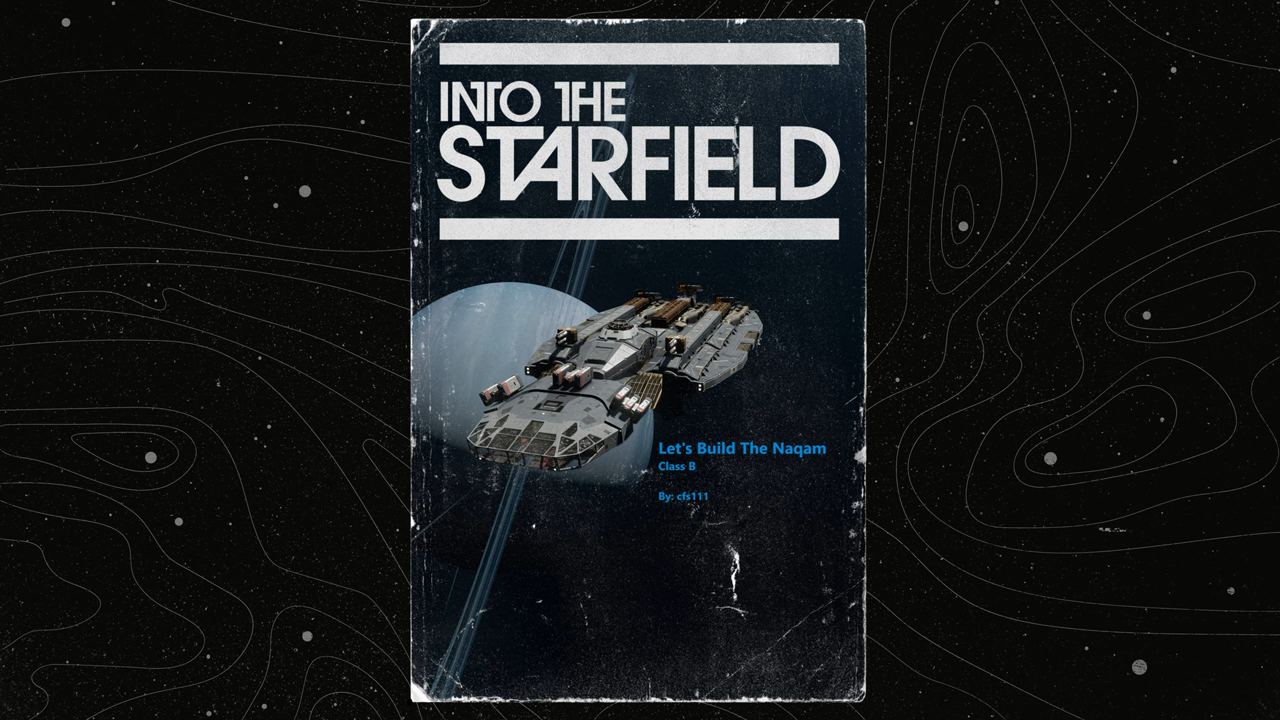 INTO THE
STARFIELD
Let's Build The Naqam
Class B
By: cfs111